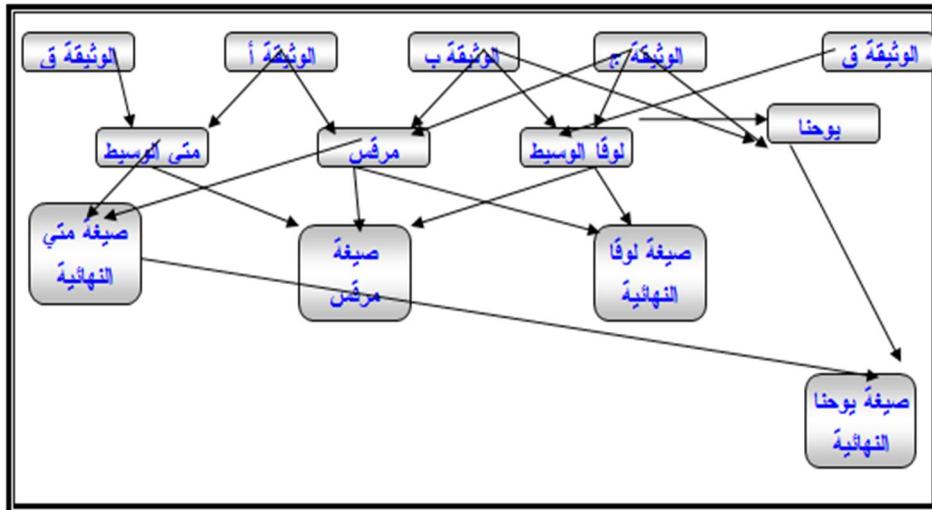 الوثيقة ق
الوثيقة ج
الوثيقة ب
الوثيقة أ
الوثيقة ق
يوحنا
لوقا الوسيط
مرقس
متى الوسيط
صيغة لوقا
النهائية
صيغة
مرقس
صيغة متي
النهائية
صيغة يوحنا
النهائية